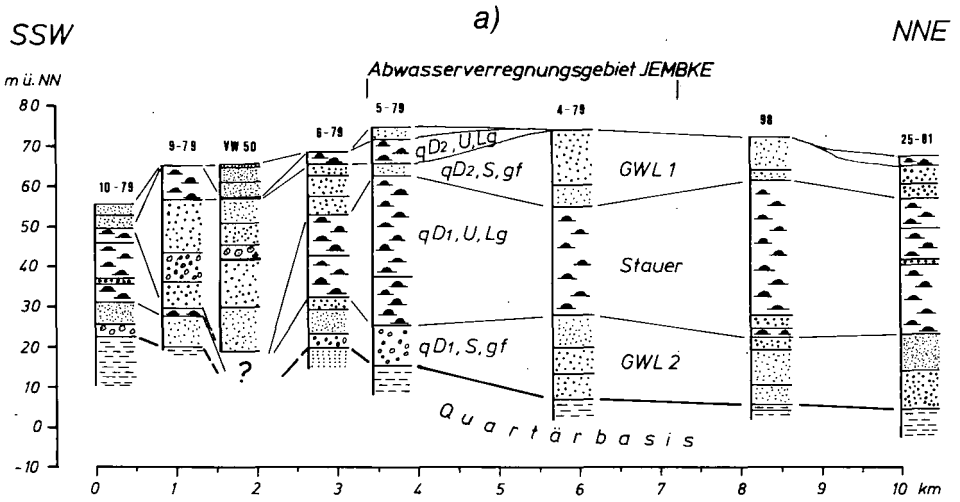 a)
SSW
NNE
m ü. NN
Abwasserverregnungsgebiet JEMBKE
80
70
60
50
40
30
20
10
0
-10
10-79
9-79
VW 50
6-79
5-79
4-79
98
25-81
qD2, U, Lg
qD2, S, gf
GWL 1
qD1, U, Lg
Stauer
qD1, S, gf
GWL 2
?
Quartärbasis
0 1 2 3 4 5 6 7 8 9 10 km